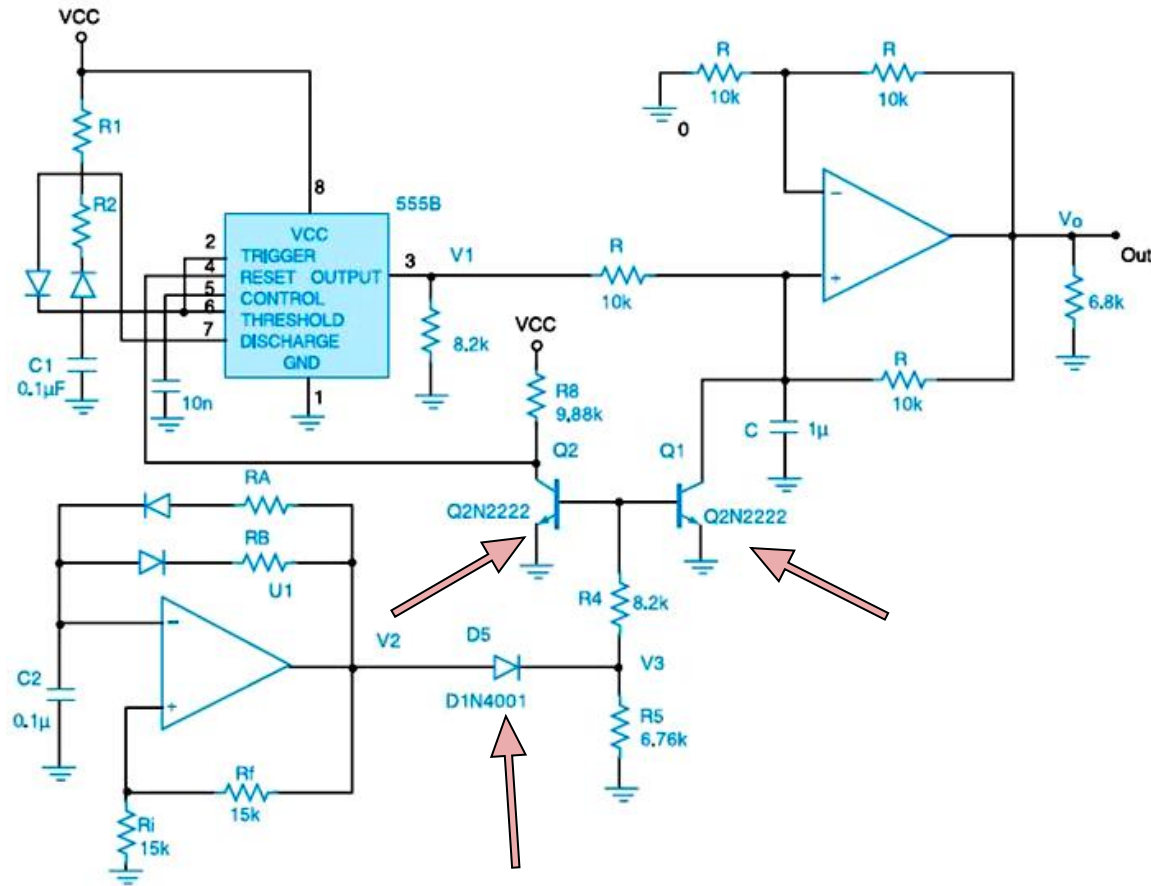 VCC
R1
R2
C1
0.1µF
10n
8
555B
VCC
2
TRIGGER
4
RESET OUTPUT
3
5
CONTROL
6
THRESHOLD
7
DISCHARGE
GND
1
V1
8.2k
R
10k
R
10k
0
R
10k
−
+
Vo
Out
6.8k
R
10k
C
1µ
VCC
R8
9.88k
Q2
Q2N2222
Q1
Q2N2222
RA
RB
U1
−
+
C2
0.1µ
Rf
15k
Ri
15k
V2
D5
D1N4001
R4
8.2k
V3
R5
6.76k